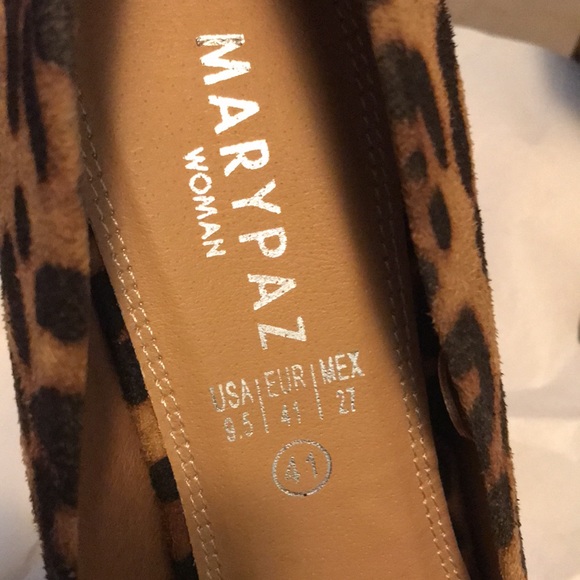 MARYPAZ
WOMAN
USA|EUR|MEX
9.5|41|27
41